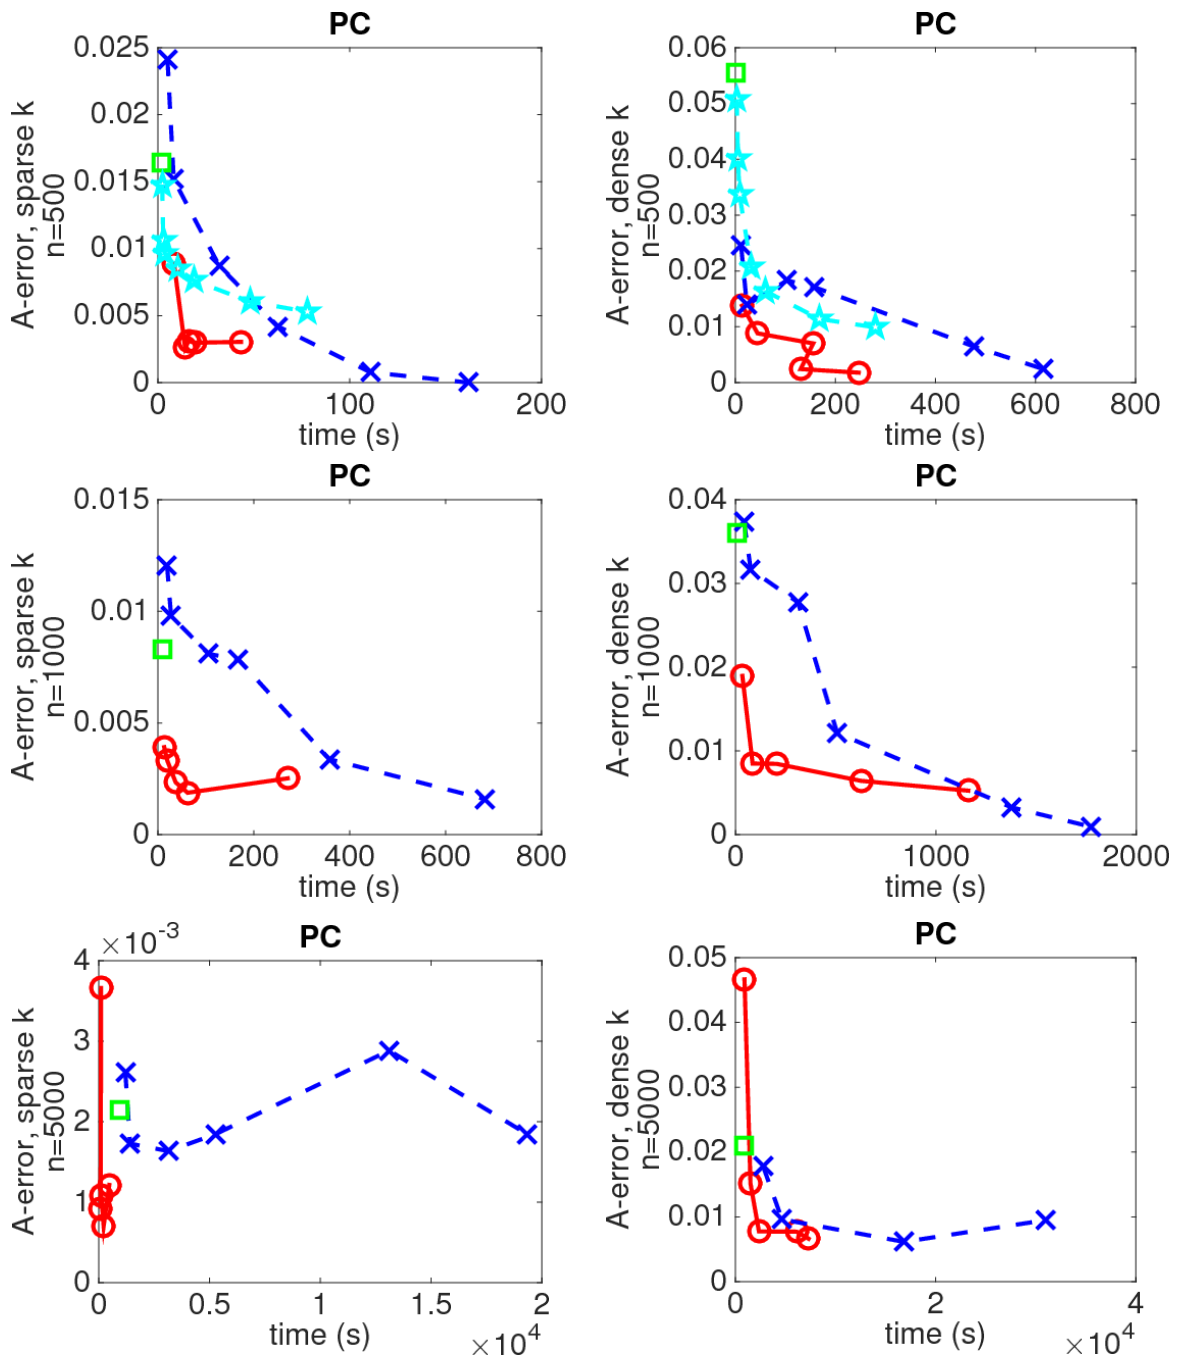 PC
A-error, sparse k
n=500
0.025
0.02
0.015
0.01
0.005
0
0 100 200
time (s)
PC
A-error, dense k
n=500
0.06
0.05
0.04
0.03
0.02
0.01
0
0 200 400 600 800
time (s)
PC
A-error, sparse k
n=1000
0.015
0.01
0.005
0
0 200 400 600 800
time (s)
PC
A-error, dense k
n=1000
0.04
0.03
0.02
0.01
0
0 1000 2000
time (s)
PC
×10-3
A-error, sparse k
n=5000
4
3
2
1
0
0 0.5 1 1.5 2
time (s)
×104
PC
A-error, dense k
n=5000
0.05
0.04
0.03
0.02
0.01
0
0 2 4
time (s)
×104